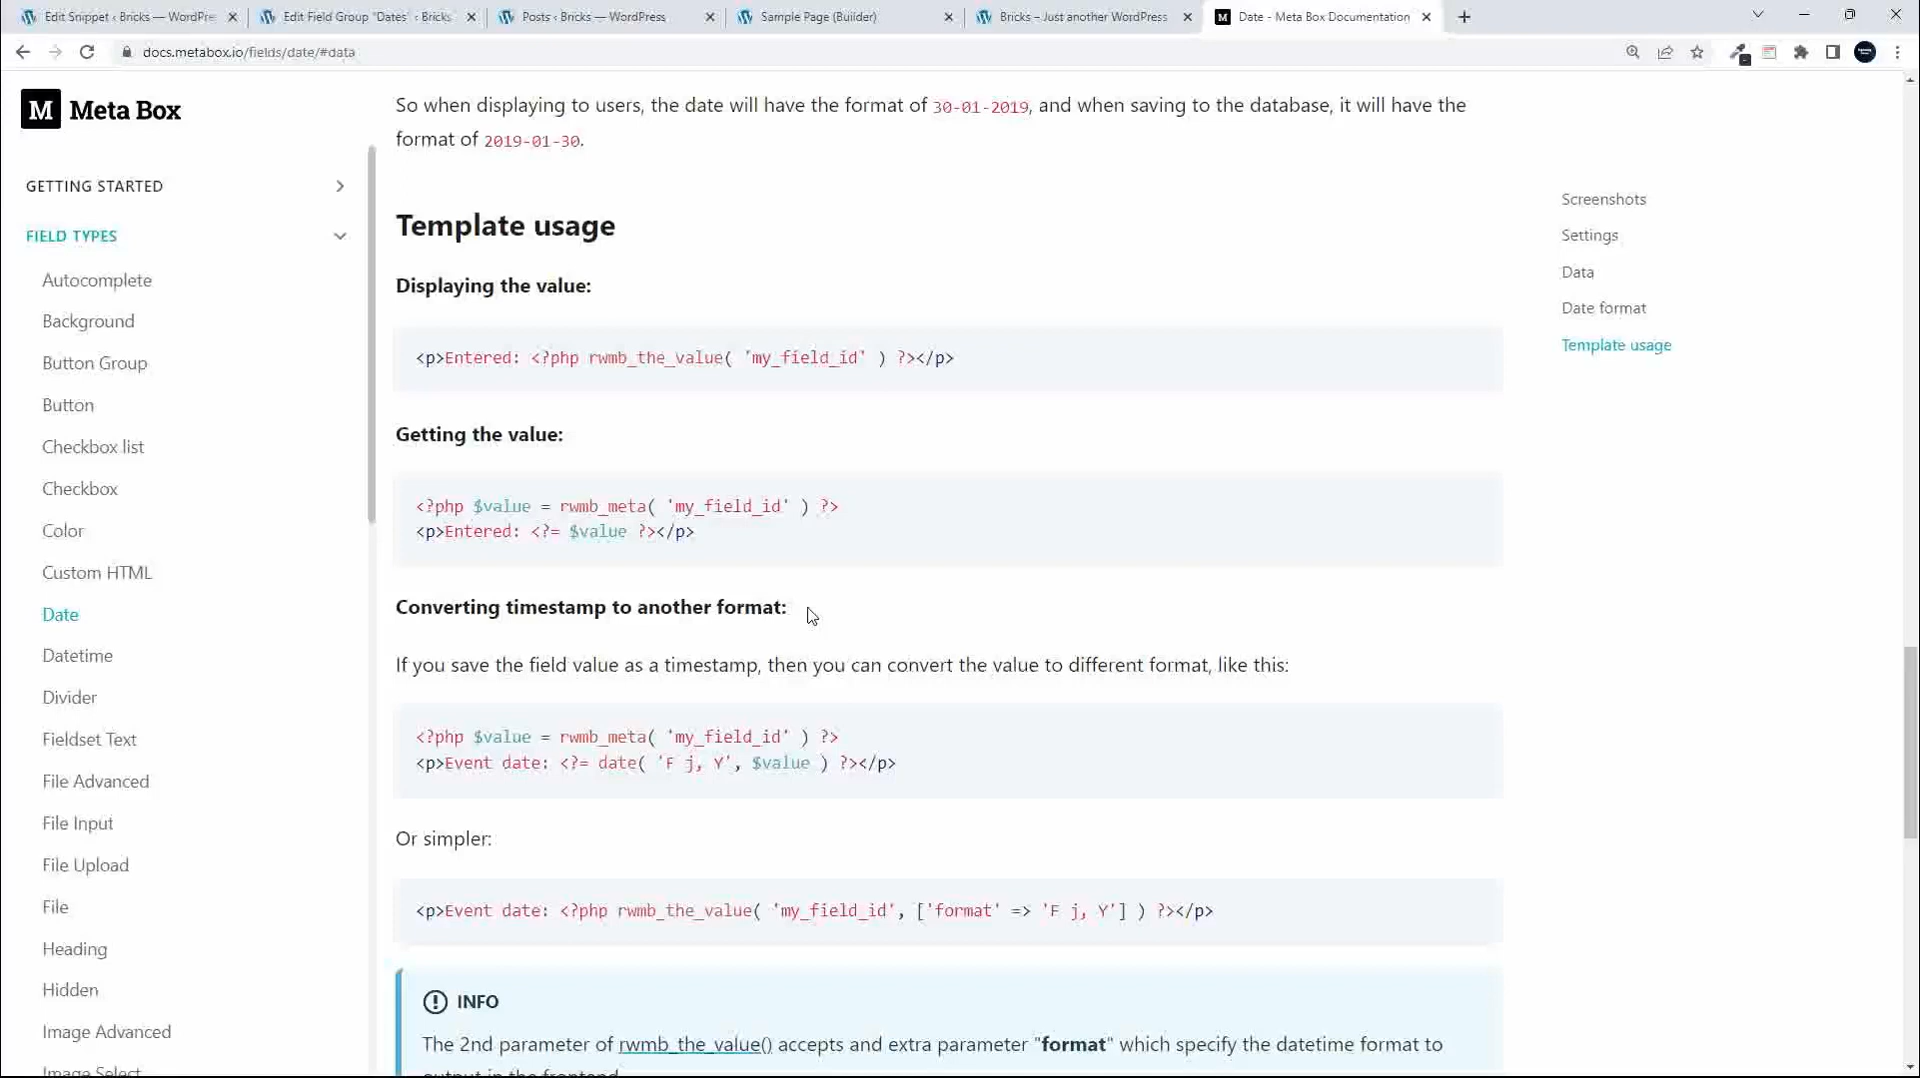 Edit Snippet ‹ Bricks — WordPre
Edit Field Group "Dates" ‹ Bricks
Posts ‹ Bricks — WordPress
Sample Page (Builder)
Bricks – Just another WordPress
Date - Meta Box Documentation
docs.metabox.io/fields/date/#data
M Meta Box
GETTING STARTED
FIELD TYPES
Autocomplete
Background
Button Group
Button
Checkbox list
Checkbox
Color
Custom HTML
Date
Datetime
Divider
Fieldset Text
File Advanced
File Input
File Upload
File
Heading
Hidden
Image Advanced
Image Select
So when displaying to users, the date will have the format of 30-01-2019, and when saving to the database, it will have the
format of 2019-01-30.
Template usage
Displaying the value:
<p>Entered: <?php rwmb_the_value( 'my_field_id' ) ?></p>
Getting the value:
<?php $value = rwmb_meta( 'my_field_id' ) ?>
<p>Entered: <?= $value ?></p>
Converting timestamp to another format:
If you save the field value as a timestamp, then you can convert the value to different format, like this:
<?php $value = rwmb_meta( 'my_field_id' ) ?>
<p>Event date: <?= date( 'F j, Y', $value ) ?></p>
Or simpler:
<p>Event date: <?php rwmb_the_value( 'my_field_id', ['format' => 'F j, Y'] ) ?></p>
INFO
The 2nd parameter of rwmb_the_value() accepts and extra parameter "format" which specify the datetime format to
output in the frontend
Screenshots
Settings
Data
Date format
Template usage